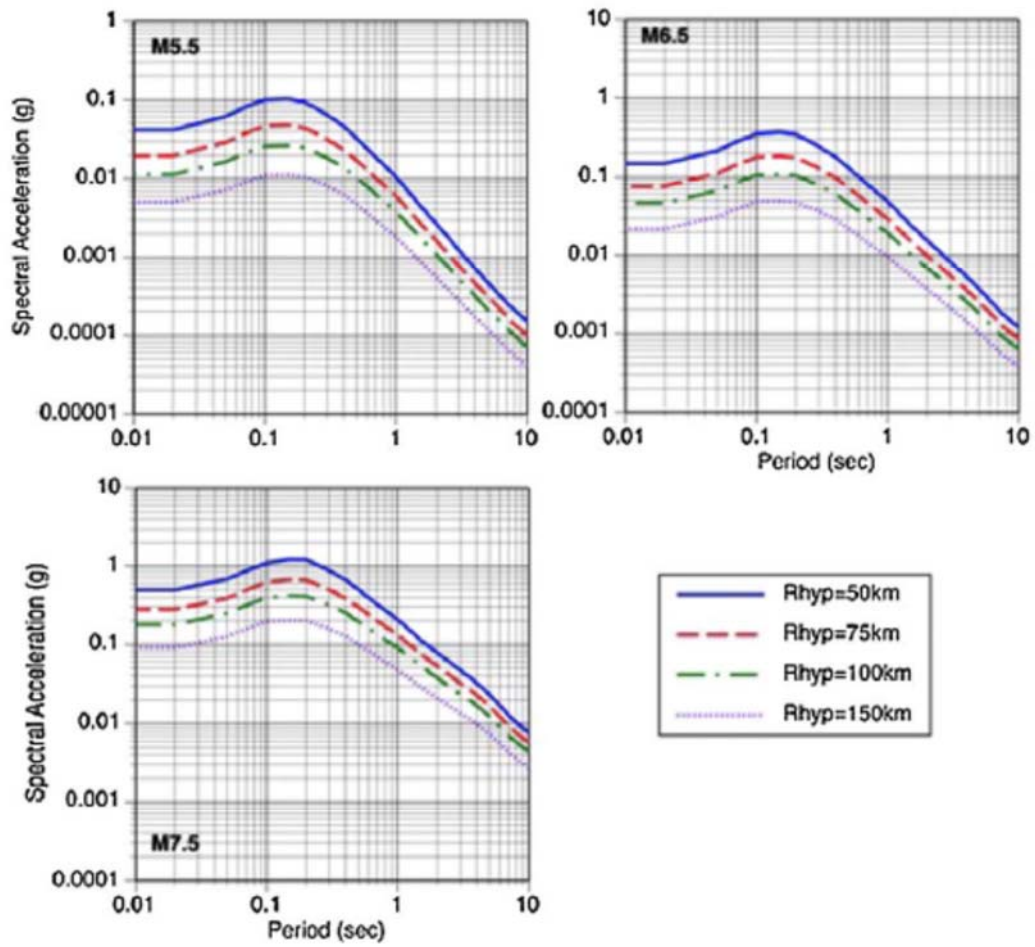 M5.5
Spectral Acceleration (g)
1
0.1
0.01
0.001
0.0001
0.00001
0.01
0.1
1
10
M6.5
10
1
0.1
0.01
0.001
0.0001
0.01
0.1
1
10
Period (sec)
M7.5
Spectral Acceleration (g)
10
1
0.1
0.01
0.001
0.0001
0.01
0.1
1
10
Period (sec)
Rhyp=50km
Rhyp=75km
Rhyp=100km
Rhyp=150km